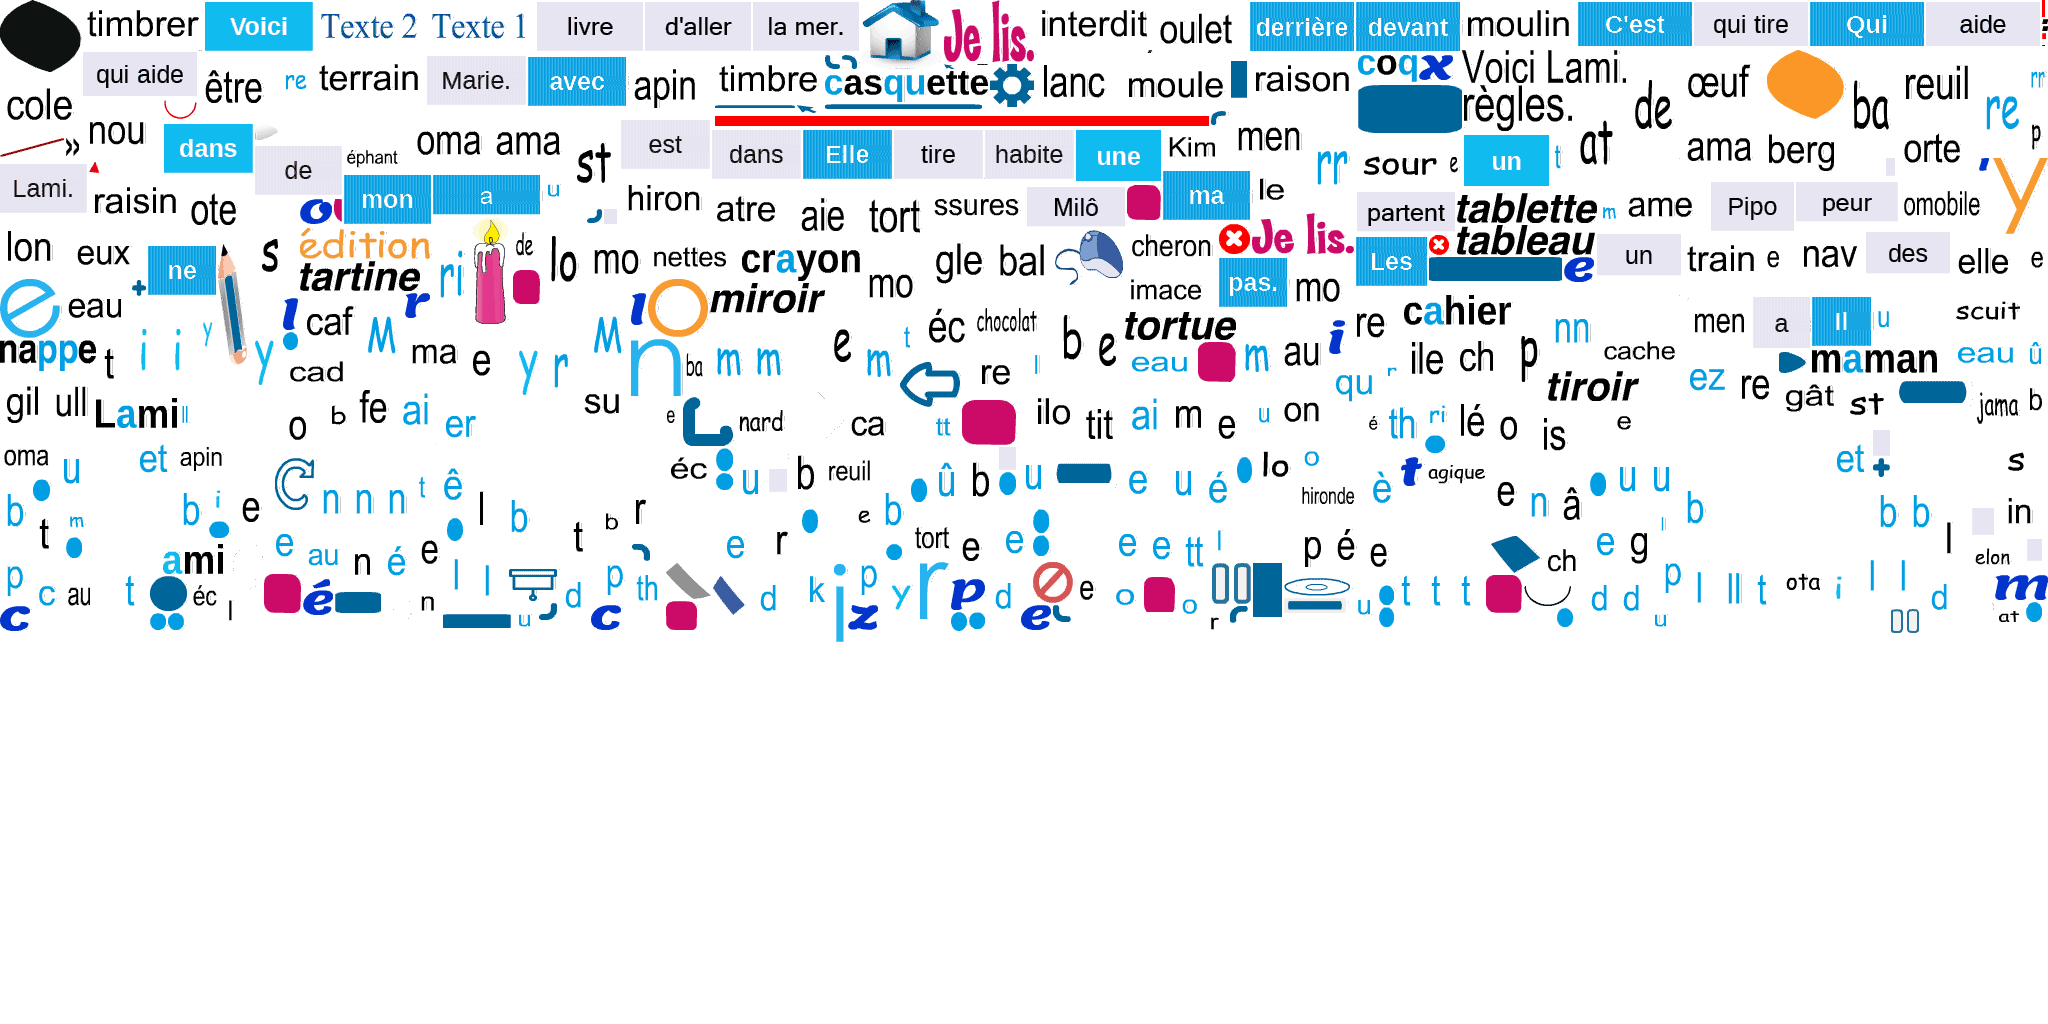 timbrer Voici Texte 2 Texte 1 livre d'aller la mer. Je lis. interdit oulet derrière devant moulin C'est qui tire Qui aide
cole qui aide être re terrain Marie. avec apin timbre casquette lanc moule raison coqx Voici Lami. règles. de œuf ba reuil re rr
» nou dans de éphant oma ama st est dans Elle tire habite une Kim men rr sour e un t at ama berg orte p
Lami. raisin ote mon a u hiron atre aie tort ssures Milô ma le partent tablette m ame Pipo peur omobile y
lon eux ne s édition tartine ri de lo mo nettes crayon mo gle bal cheron Je lis. Les tableau e un train e nav des elle e
e eau l caf M r M l o miroir imace pas. mo
nappe t i i y y cad ma e y r n ba m m e m t éc chocolat b e tortue eau m au i re cahier ile ch p nn cache men a Il u scuit maman eau û
gil ull Lami ll o b fe ai er su e nard ca re ll tt ilo tit ai m e u on qu r é th ri lé o is tiroir e ez re gât st jama b
oma u et apin C n n n t ê éc u b reuil û b u e u é lo o hironde è t agique e n â u u et s
b t m b i e l b t b r e b b ll b b l in
ami e au n é e e r tort e e e e tt l p é e ch e g elon
p c au t éc l é n l l u d c p th d k j z p y r p d e e o o r u t t t d d u p l ll t ota i l l d m at
c